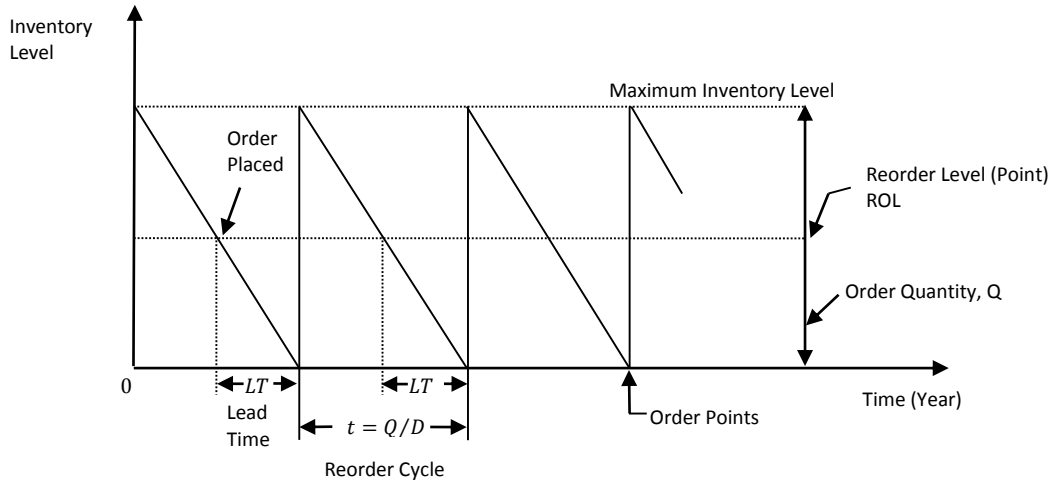 Inventory
Level
Maximum Inventory Level
Order
Placed
Reorder Level (Point)
ROL
Order Quantity, Q
0
LT
LT
Time (Year)
Lead
Time
t = Q/D
Order Points
Reorder Cycle